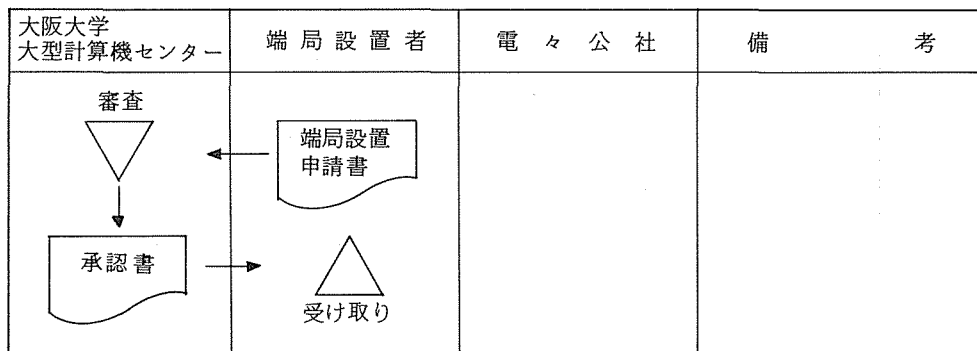 大阪大学
大型計算機センター
端局設置者
電々公社
備考
審査
端局設置
申請書
承認書
受け取り